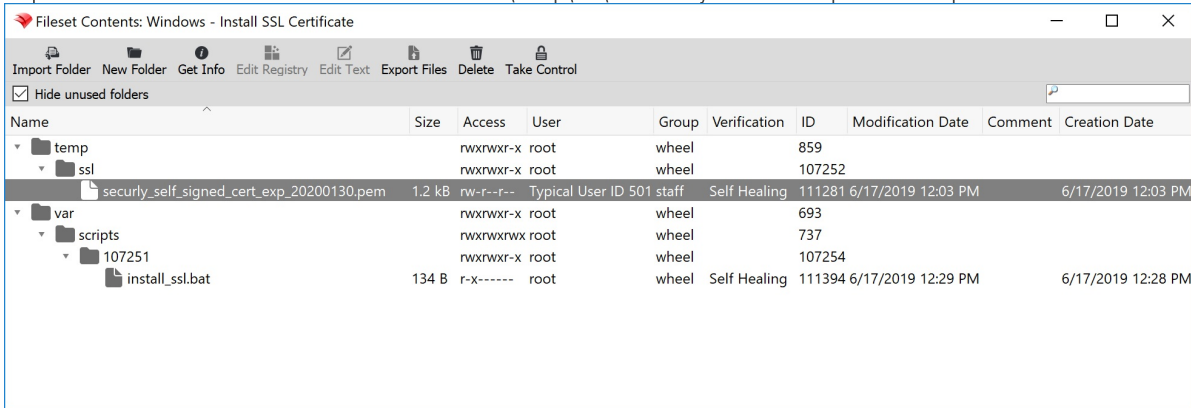 Fileset Contents: Windows - Install SSL Certificate
Import Folder New Folder Get Info Edit Registry Edit Text Export Files Delete Take Control
Hide unused folders
Name Size Access User Group Verification ID Modification Date Comment Creation Date
temp rwxrwxr-x root wheel 859
ssl rwxrwxr-x root wheel 107252
securly_self_signed_cert_exp_20200130.pem 1.2 kB rw-r--r-- Typical User ID 501 staff Self Healing 111281 6/17/2019 12:03 PM 6/17/2019 12:03 PM
var rwxrwxr-x root wheel 693
scripts rwxrwxrwx root wheel 737
107251 rwxrwxr-x root wheel 107254
install_ssl.bat 134 B r-x------ root wheel Self Healing 111394 6/17/2019 12:29 PM 6/17/2019 12:28 PM